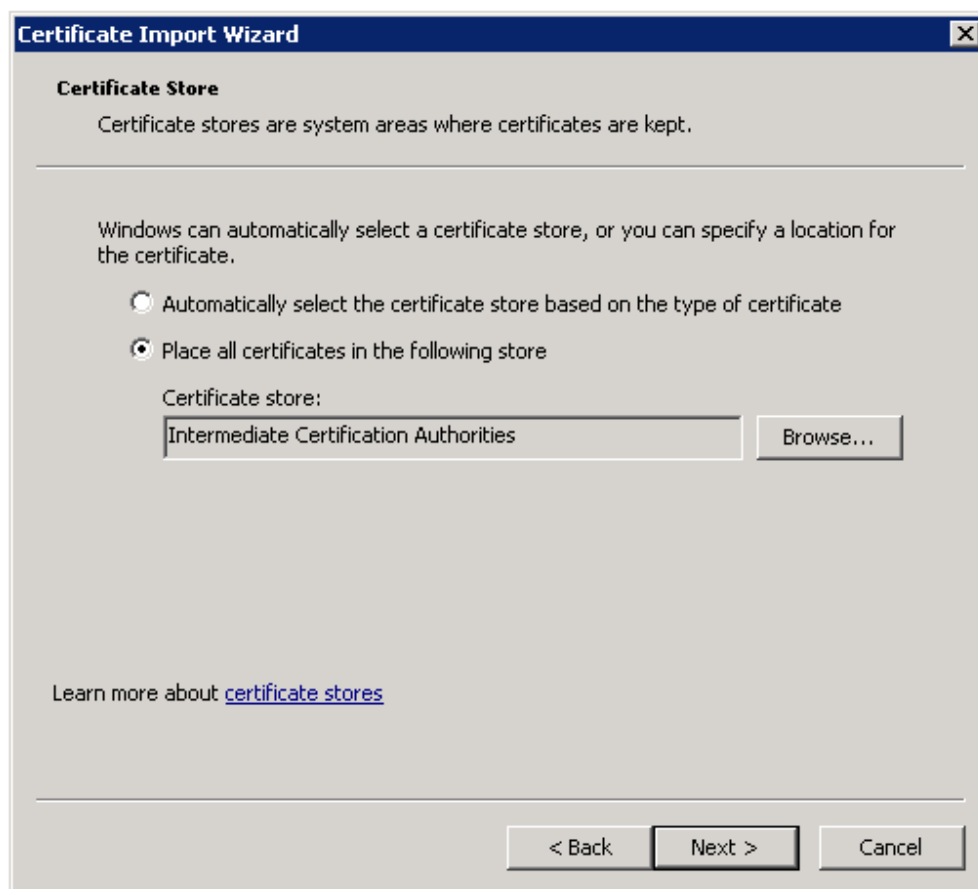 Certificate Import Wizard
Certificate Store
Certificate stores are system areas where certificates are kept.
Windows can automatically select a certificate store, or you can specify a location for
the certificate.
Automatically select the certificate store based on the type of certificate
Place all certificates in the following store
Certificate store:
Intermediate Certification Authorities
Browse...
Learn more about certificate stores
< Back
Next >
Cancel